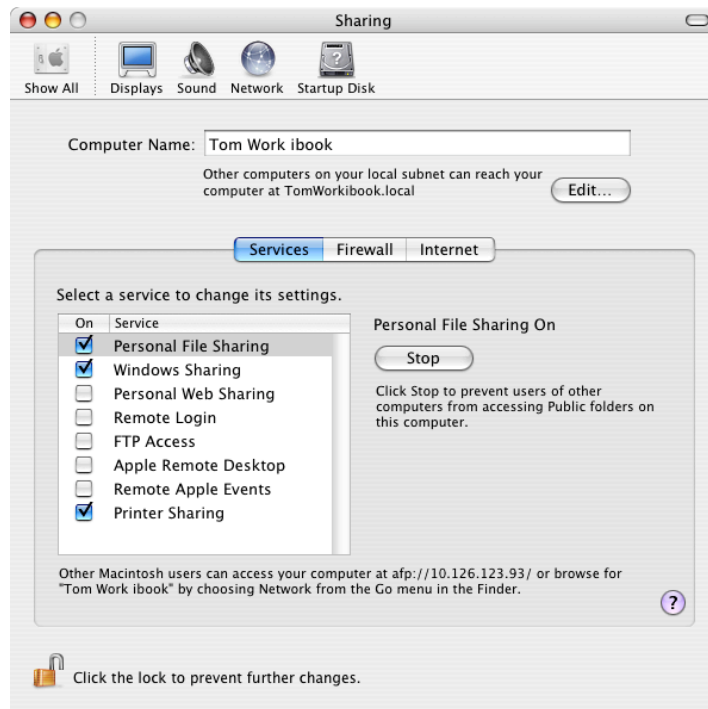 Sharing
Show All Displays Sound Network Startup Disk
Computer Name: Tom Work ibook
Other computers on your local subnet can reach your
computer at TomWorkibook.local
Edit...
Services Firewall Internet
Select a service to change its settings.
On Service
Personal File Sharing
Windows Sharing
Personal Web Sharing
Remote Login
FTP Access
Apple Remote Desktop
Remote Apple Events
Printer Sharing
Personal File Sharing On
Stop
Click Stop to prevent users of other
computers from accessing Public folders on
this computer.
Other Macintosh users can access your computer at afp://10.126.123.93/ or browse for
"Tom Work ibook" by choosing Network from the Go menu in the Finder.
?
Click the lock to prevent further changes.